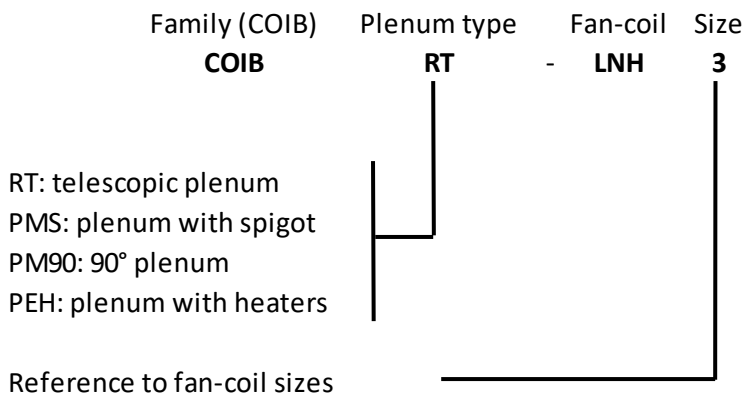 Family (COIB) Plenum type Fan-coil Size
COIB RT - LNH 3
RT: telescopic plenum
PMS: plenum with spigot
PM90: 90° plenum
PEH: plenum with heaters
Reference to fan-coil sizes